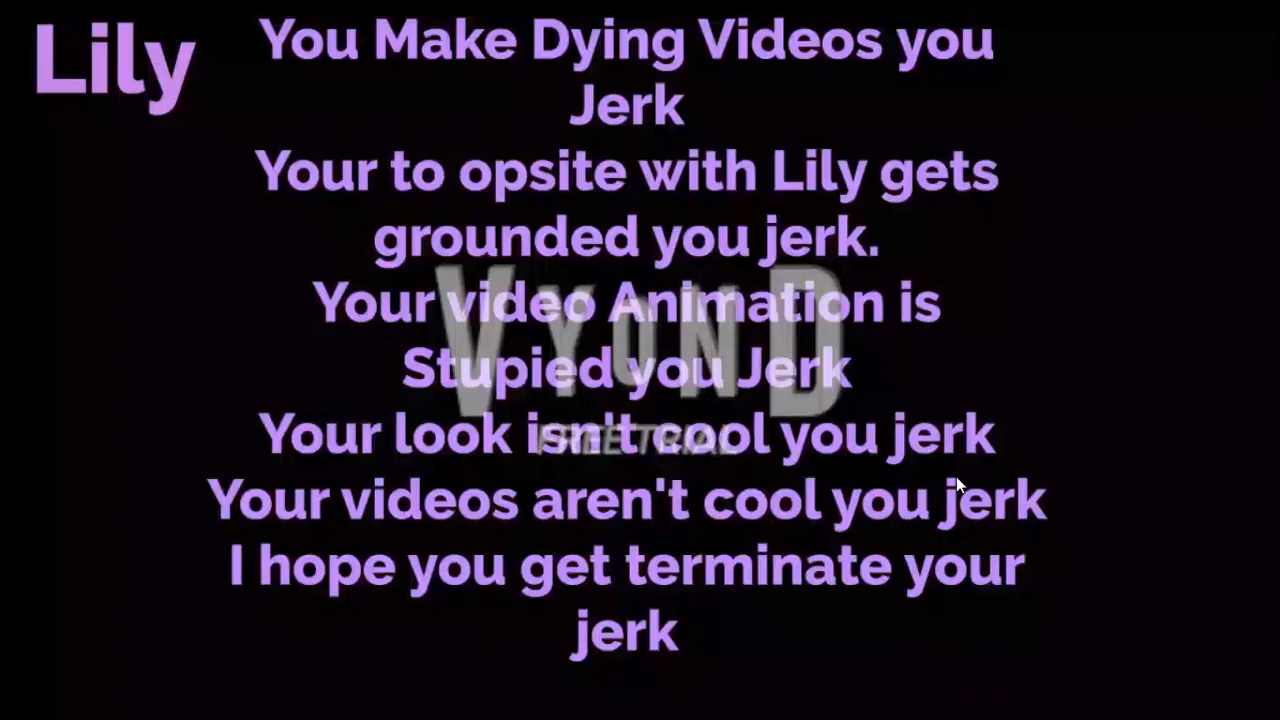 Lily
You Make Dying Videos you
Jerk
Your to opsite with Lily gets
grounded you jerk.
Your video Animation is
Stupied you Jerk
Your look isn't cool you jerk
Your videos aren't cool you jerk
I hope you get terminate your
jerk
VYOND
FREE TRIAL